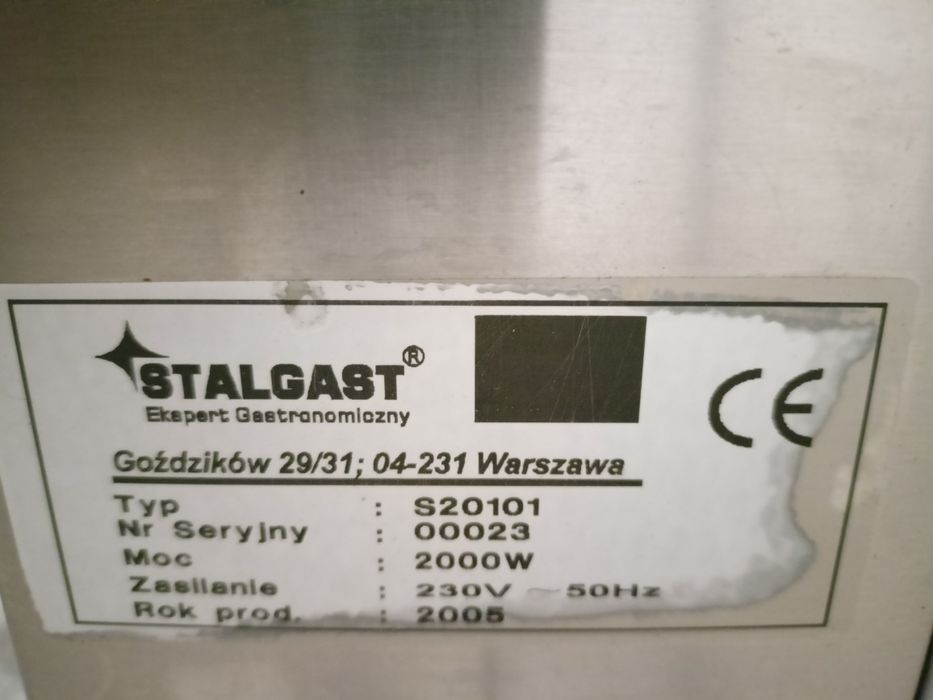 STALGAST®
Ekspert Gastronomiczny
CE
Goździków 29/31; 04-231 Warszawa
Typ : S20101
Nr Seryjny : 00023
Moc : 2000W
Zasilanie : 230V ~ 50Hz
Rok prod. : 2005